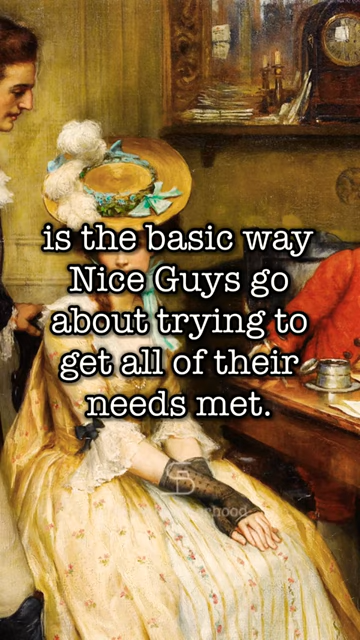 is the basic way
Nice Guys go
about trying to
get all of their
needs met.